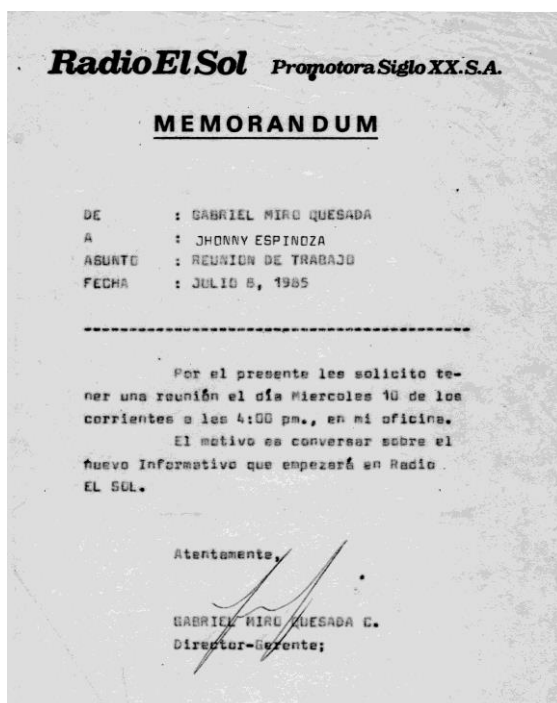 Radio El Sol Promotora Siglo XX.S.A.
MEMORANDUM
DE : GABRIEL MIRO QUESADA
A : JHONNY ESPINOZA
ASUNTO : REUNION DE TRABAJO
FECHA : JULIO 8, 1985
Por el presente les solicito te-
ner una reunión el día Miercoles 10 de los
corrientes a las 4:00 pm., en mi oficina.
El motivo es conversar sobre el
nuevo Informativo que empezará en Radio
EL SOL.
Atentamente,
GABRIEL MIRO QUESADA C.
Director-Gerente;